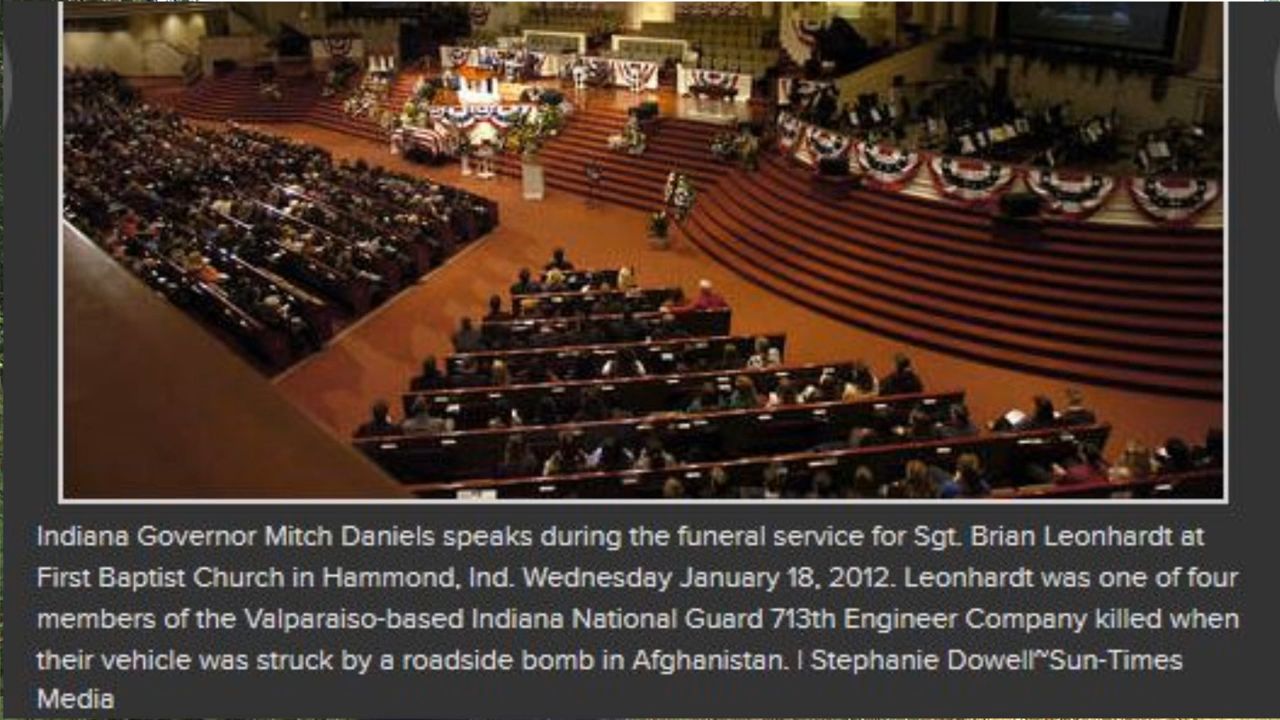 Indiana Governor Mitch Daniels speaks during the funeral service for Sgt. Brian Leonhardt at
First Baptist Church in Hammond, Ind. Wednesday January 18, 2012. Leonhardt was one of four
members of the Valparaiso-based Indiana National Guard 713th Engineer Company killed when
their vehicle was struck by a roadside bomb in Afghanistan. | Stephanie Dowell~Sun-Times
Media